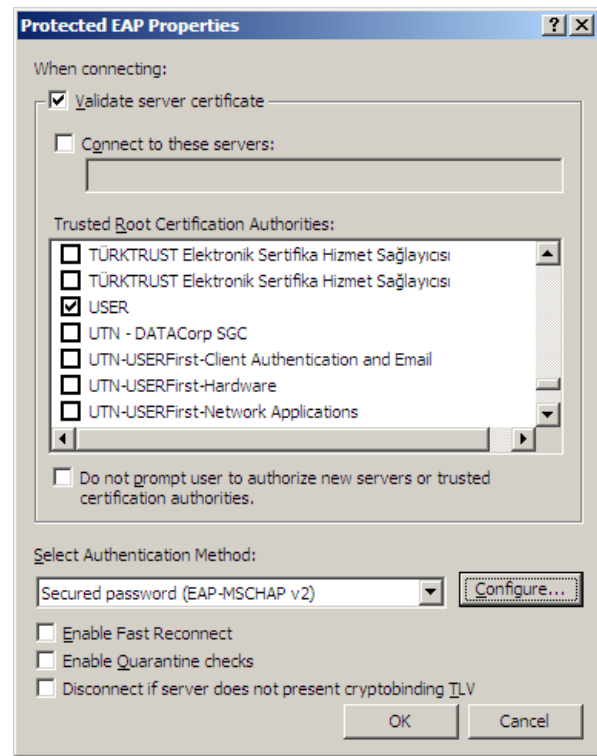 Protected EAP Properties
When connecting:
Validate server certificate
Connect to these servers:
Trusted Root Certification Authorities:
TÜRKTRUST Elektronik Sertifika Hizmet Sağlayıcısı
TÜRKTRUST Elektronik Sertifika Hizmet Sağlayıcısı
USER
UTN - DATACorp SGC
UTN-USERFirst-Client Authentication and Email
UTN-USERFirst-Hardware
UTN-USERFirst-Network Applications
Do not prompt user to authorize new servers or trusted
certification authorities.
Select Authentication Method:
Secured password (EAP-MSCHAP v2)
Configure...
Enable Fast Reconnect
Enable Quarantine checks
Disconnect if server does not present cryptobinding TLV
OK
Cancel